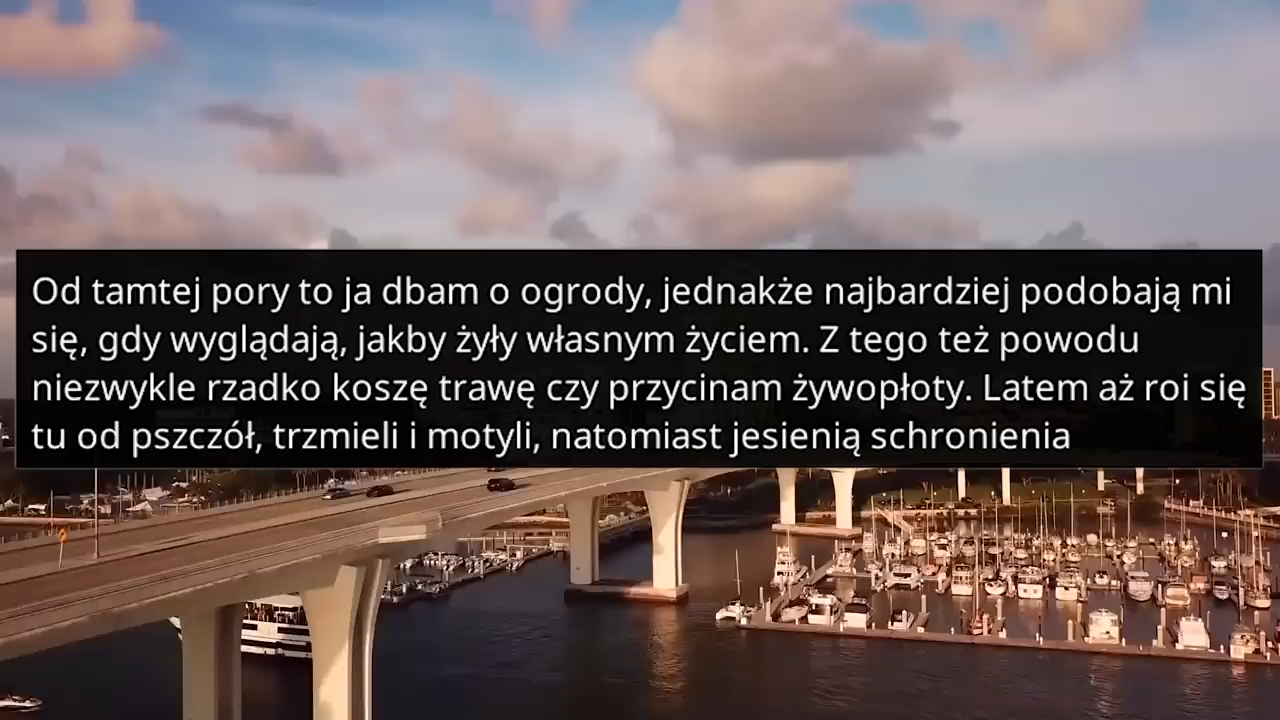 Od tamtej pory to ja dbam o ogrody, jednakże najbardziej podobają mi
się, gdy wyglądają, jakby żyły własnym życiem. Z tego też powodu
niezwykle rzadko koszę trawę czy przycinam żywopłoty. Latem aż roi się
tu od pszczół, trzmieli i motyli, natomiast jesienią schronienia